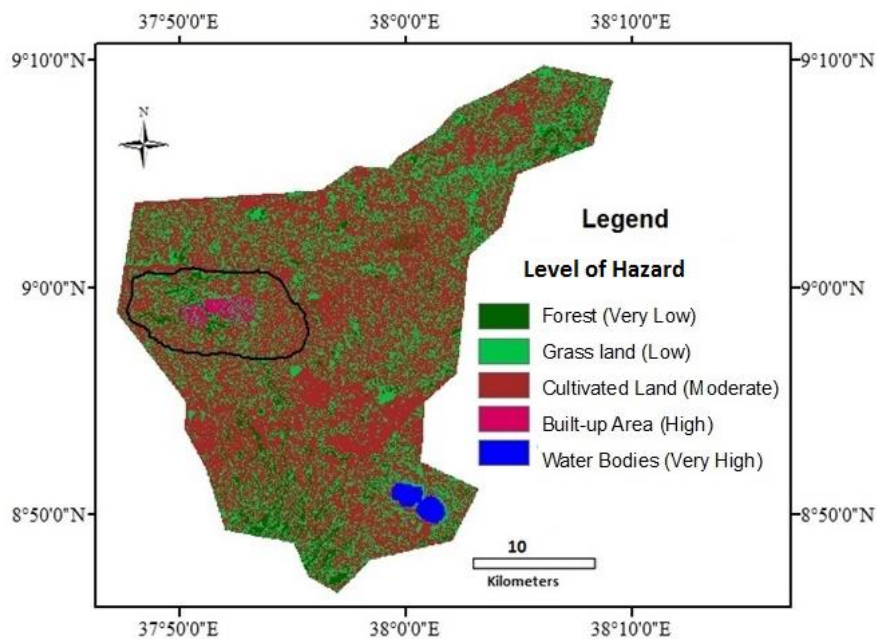 37°50'0"E 38°0'0"E 38°10'0"E
9°10'0"N 9°10'0"N
N
Legend
Level of Hazard
9°0'0"N 9°0'0"N
Forest (Very Low)
Grass land (Low)
Cultivated Land (Moderate)
Built-up Area (High)
Water Bodies (Very High)
8°50'0"N 8°50'0"N
10
Kilometers
37°50'0"E 38°0'0"E 38°10'0"E